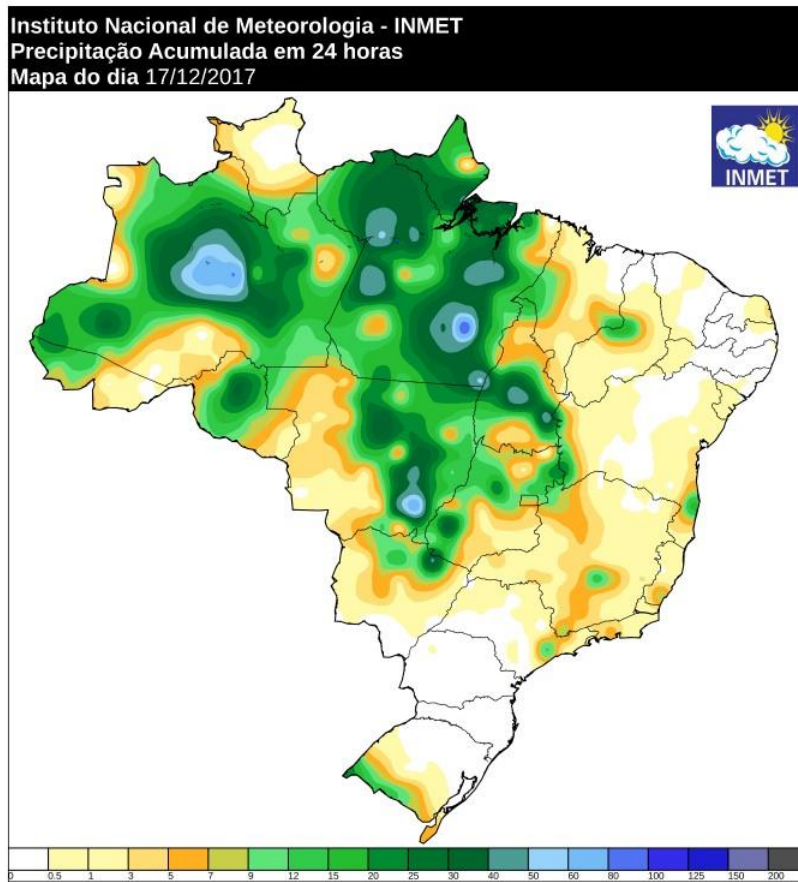 Instituto Nacional de Meteorologia - INMET
Precipitação Acumulada em 24 horas
Mapa do dia 17/12/2017
INMET
0 0.5 1 3 5 7 9 12 15 20 25 30 40 50 60 80 100 125 150 200